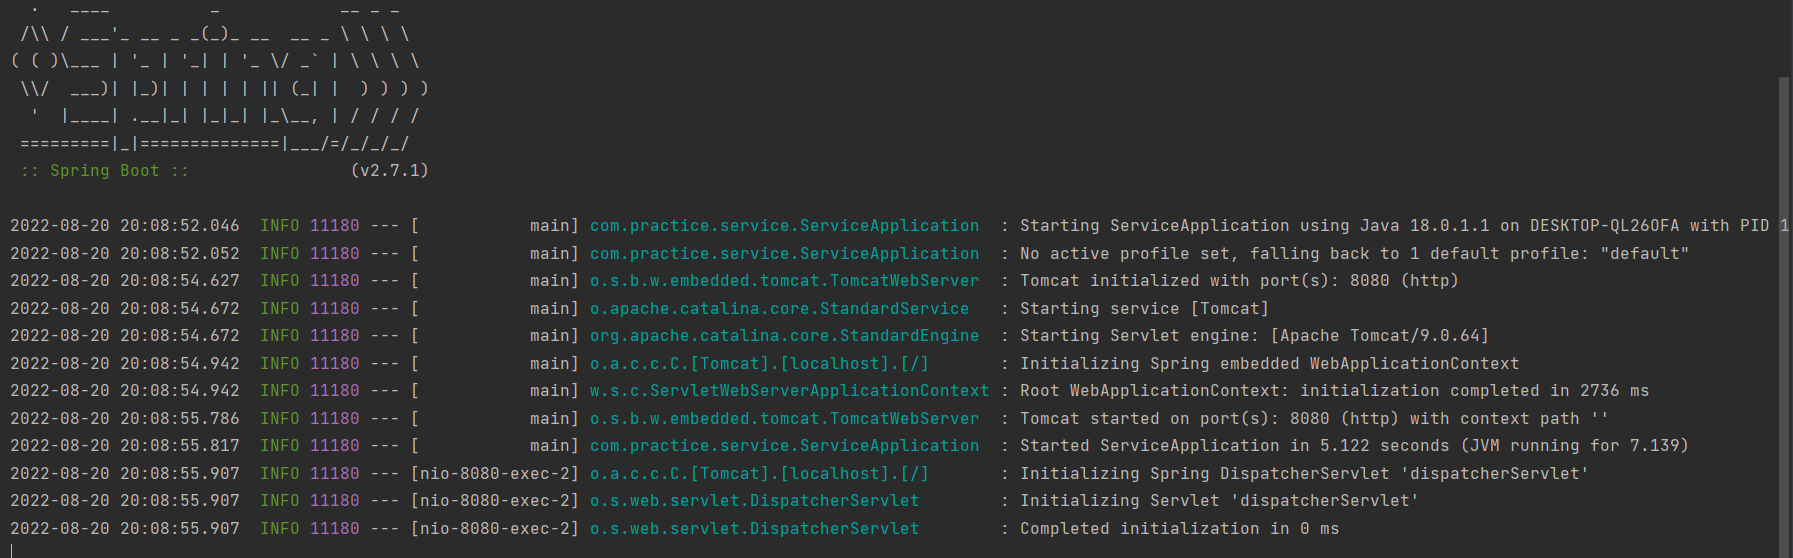 .   ____          _            __ _ _
 /\\ / ___'_ __ _ _(_)_ __  __ _ \ \ \ \
( ( )\___ | '_ | '_| | '_ \/ _` | \ \ \ \
 \\/  ___)| |_)| | | | | || (_| |  ) ) ) )
  '  |____| .__|_| |_|_| |_\__, | / / / /
 =========|_|==============|___/=/_/_/_/
 :: Spring Boot ::                (v2.7.1)
2022-08-20 20:08:52.046  INFO 11180 --- [           main] com.practice.service.ServiceApplication  : Starting ServiceApplication using Java 18.0.1.1 on DESKTOP-QL26OFA with PID 1
2022-08-20 20:08:52.052  INFO 11180 --- [           main] com.practice.service.ServiceApplication  : No active profile set, falling back to 1 default profile: "default"
2022-08-20 20:08:54.627  INFO 11180 --- [           main] o.s.b.w.embedded.tomcat.TomcatWebServer  : Tomcat initialized with port(s): 8080 (http)
2022-08-20 20:08:54.672  INFO 11180 --- [           main] o.apache.catalina.core.StandardService   : Starting service [Tomcat]
2022-08-20 20:08:54.672  INFO 11180 --- [           main] org.apache.catalina.core.StandardEngine  : Starting Servlet engine: [Apache Tomcat/9.0.64]
2022-08-20 20:08:54.942  INFO 11180 --- [           main] o.a.c.c.C.[Tomcat].[localhost].[/]       : Initializing Spring embedded WebApplicationContext
2022-08-20 20:08:54.942  INFO 11180 --- [           main] w.s.c.ServletWebServerApplicationContext : Root WebApplicationContext: initialization completed in 2736 ms
2022-08-20 20:08:55.786  INFO 11180 --- [           main] o.s.b.w.embedded.tomcat.TomcatWebServer  : Tomcat started on port(s): 8080 (http) with context path ''
2022-08-20 20:08:55.817  INFO 11180 --- [           main] com.practice.service.ServiceApplication  : Started ServiceApplication in 5.122 seconds (JVM running for 7.139)
2022-08-20 20:08:55.907  INFO 11180 --- [nio-8080-exec-2] o.a.c.c.C.[Tomcat].[localhost].[/]       : Initializing Spring DispatcherServlet 'dispatcherServlet'
2022-08-20 20:08:55.907  INFO 11180 --- [nio-8080-exec-2] o.s.web.servlet.DispatcherServlet        : Initializing Servlet 'dispatcherServlet'
2022-08-20 20:08:55.907  INFO 11180 --- [nio-8080-exec-2] o.s.web.servlet.DispatcherServlet        : Completed initialization in 0 ms